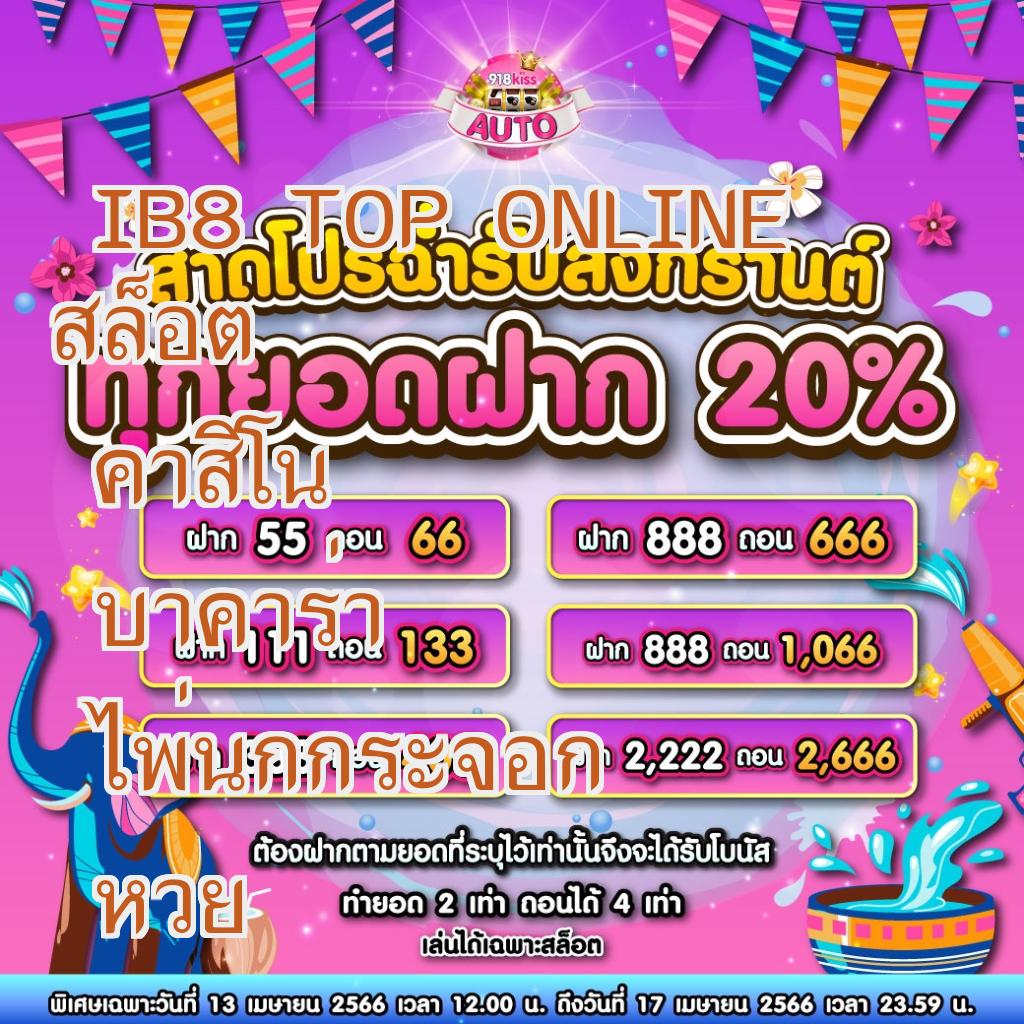 918kiss
AUTO
IB8 TOP ONLINE
สาดโปรฉ่ำรับสงกรานต์
สล็อต
ทุกยอดฝาก 20%
คาสิโน
ฝาก 55 ถอน 66
ฝาก 888 ถอน 666
บาคาร่า
ฝาก 111 ถอน 133
ฝาก 888 ถอน 1,066
ไพ่นกกระจอก
2,222 ถอน 2,666
ต้องฝากตามยอดที่ระบุไว้เท่านั้นจึงจะได้รับโบนัส
หวย
ทำยอด 2 เท่า ถอนได้ 4 เท่า
เล่นได้เฉพาะสล็อต
พิเศษเฉพาะวันที่ 13 เมษายน 2566 เวลา 12.00 น. ถึงวันที่ 17 เมษายน 2566 เวลา 23.59 น.